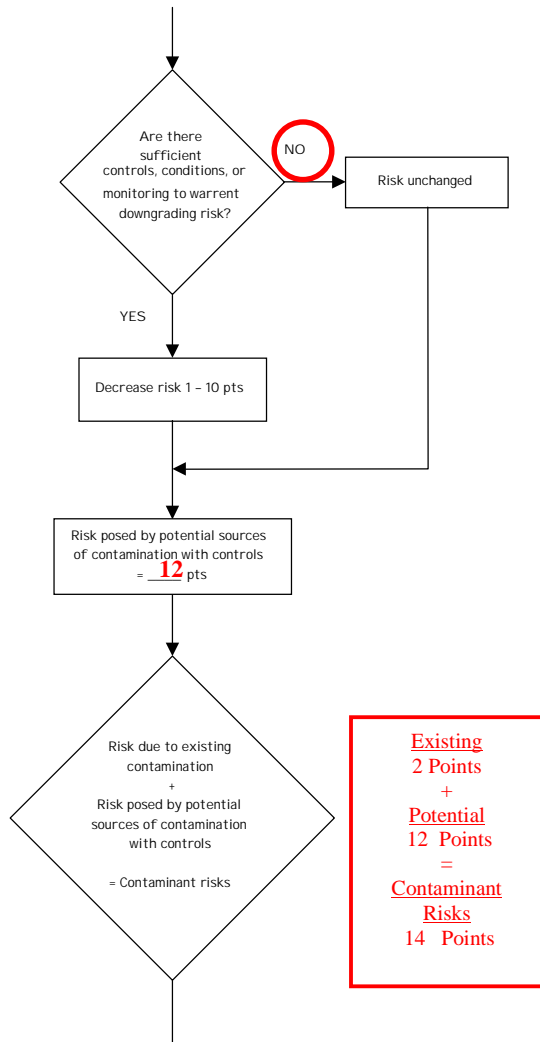 Are there
sufficient
controls, conditions, or
monitoring to warrent
downgrading risk?
NO
Risk unchanged
YES
Decrease risk 1 – 10 pts
Risk posed by potential sources
of contamination with controls
= 12 pts
Risk due to existing
contamination
+
Risk posed by potential
sources of contamination
with controls
= Contaminant risks
Existing
2 Points
+
Potential
12 Points
=
Contaminant
Risks
14 Points